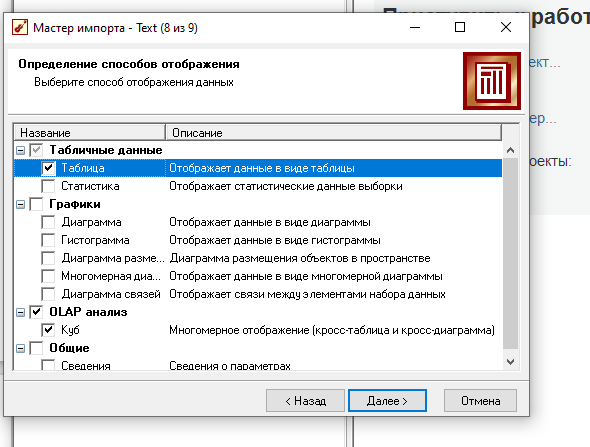 Приступить к работ
Мастер импорта - Text (8 из 9)
Определение способов отображения
Выберите способ отображения данных
ект...
ер...
оекты:
Название Описание
Табличные данные
Таблица Отображает данные в виде таблицы
Статистика Отображает статистические данные выборки
Графики
Диаграмма Отображает данные в виде диаграммы
Гистограмма Отображает данные в виде гистограммы
Диаграмма разме... Диаграмма размещения объектов в пространстве
Многомерная диа... Отображает данные в виде многомерной диаграммы
Диаграмма связей Отображает связи между элементами набора данных
OLAP анализ
Куб Многомерное отображение (кросс-таблица и кросс-диаграмма)
Общие
Сведения Сведения о параметрах
< Назад Далее > Отмена